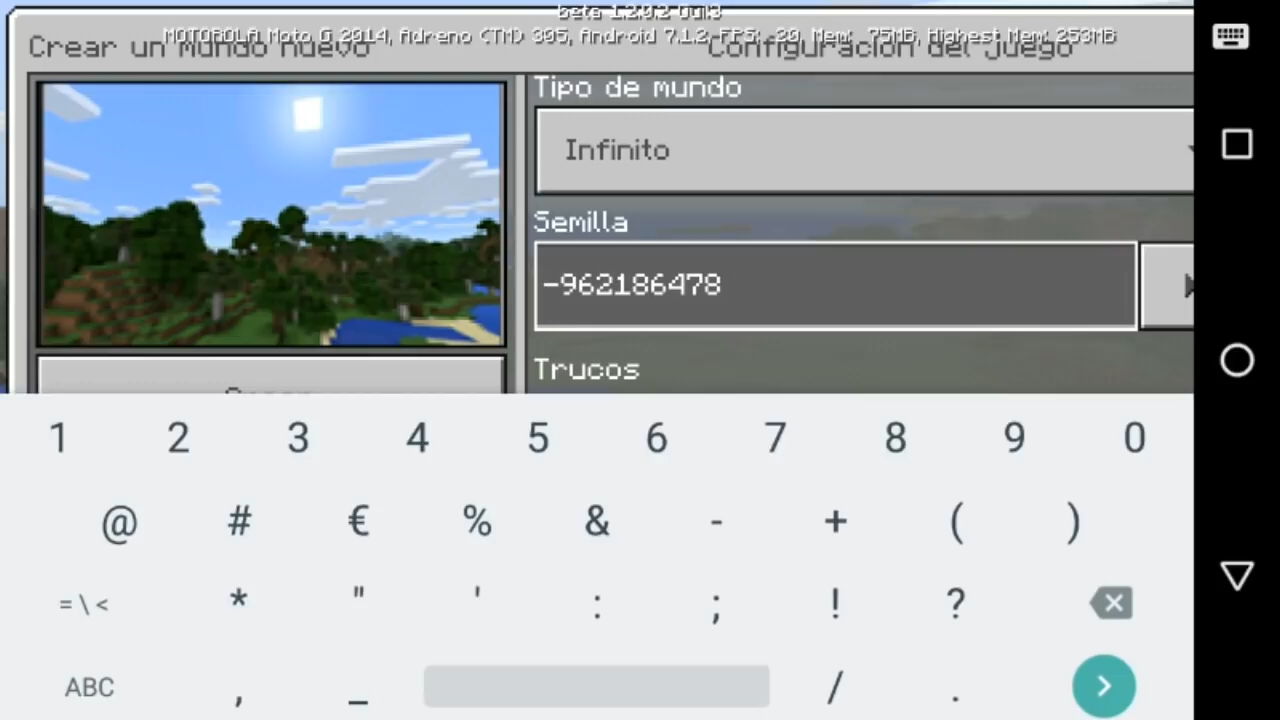 beta 1.2.0.2
MOTOROLA Moto G 2014, Adreno (TM) 305, Android 7.1.2, FPS: 20, Mem: 75MB, Highest Mem: 253MB
Crear un mundo nuevo
Configuración del juego
Tipo de mundo
Infinito
Semilla
-962186478
Trucos
1 2 3 4 5 6 7 8 9 0
@ # € % & - + ( )
= \ < * " ' : ; ! ?
ABC , _ / .